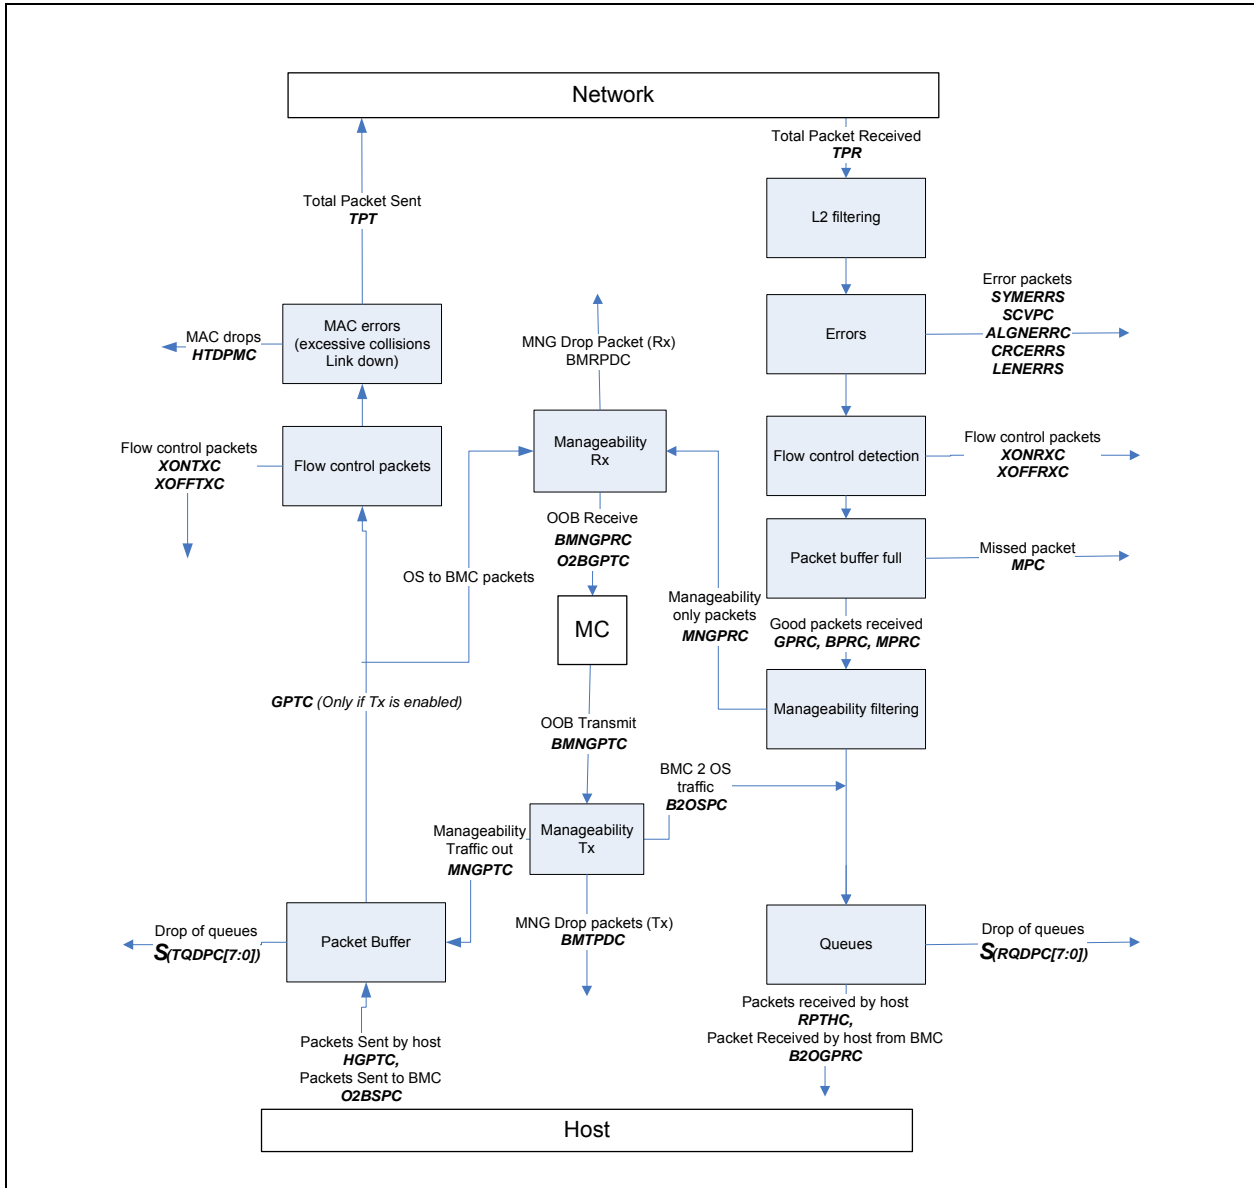 Network
Total Packet Received
TPR
L2 filtering
Total Packet Sent
TPT
Error packets
SYMERRS
SCVPC
ALGNERRC
CRCERRS
LENERRS
Errors
MAC errors
(excessive collisions
Link down)
MAC drops
HTDPMC
MNG Drop Packet (Rx)
BMRPDC
Manageability
Rx
Flow control packets
XONTXC
XOFFTXC
Flow control packets
Flow control detection
Flow control packets
XONRXC
XOFFRXC
OOB Receive
BMNGPRC
O2BGPTC
OS to BMC packets
Packet buffer full
Missed packet
MPC
Manageability
only packets
MNGPRC
MC
Good packets received
GPRC, BPRC, MPRC
GPTC (Only if Tx is enabled)
Manageability filtering
OOB Transmit
BMNGPTC
BMC 2 OS
traffic
B2OSPC
Manageability
Traffic out
MNGPTC
Manageability
Tx
MNG Drop packets (Tx)
BMTPDC
Drop of queues
S(TQDPC[7:0])
Packet Buffer
Queues
Drop of queues
S(RQDPC[7:0])
Packets Sent by host
HGPTC,
Packets Sent to BMC
O2BSPC
Packets received by host
RPTHC,
Packet Received by host from BMC
B2OGPRC
Host